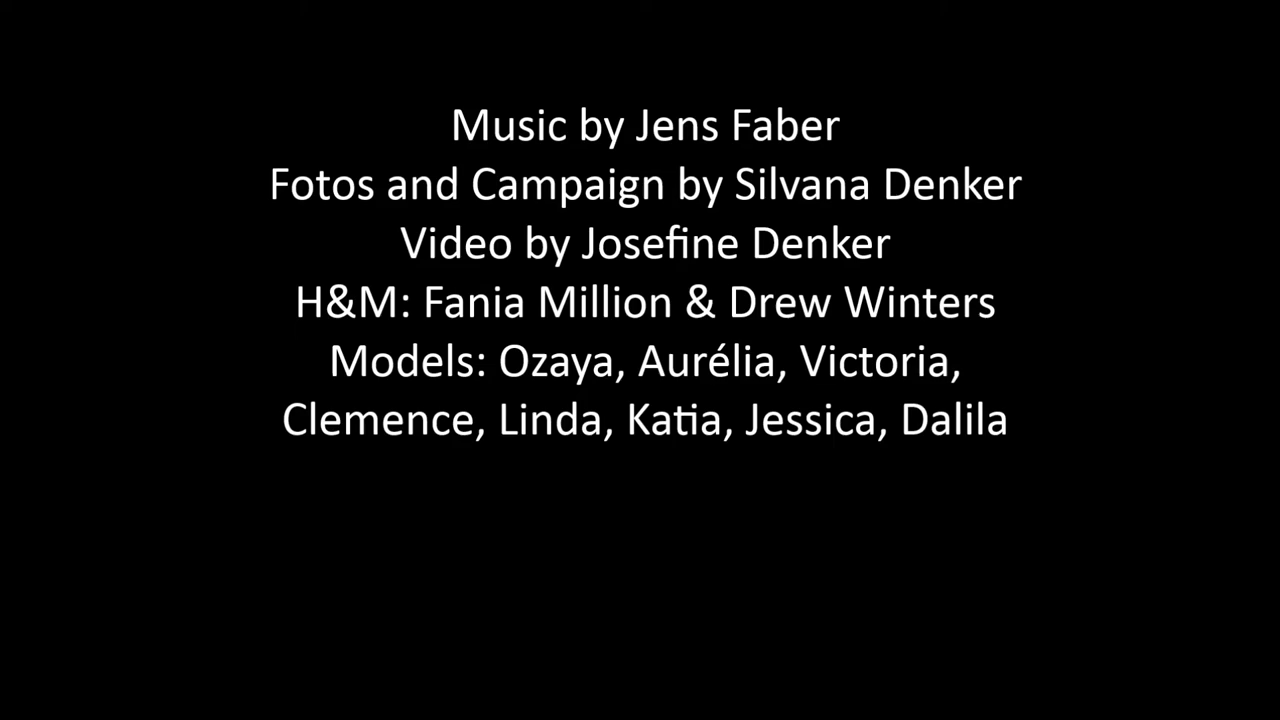 Music by Jens Faber
Fotos and Campaign by Silvana Denker
Video by Josefine Denker
H&M: Fania Million & Drew Winters
Models: Ozaya, Aurélia, Victoria,
Clemence, Linda, Katia, Jessica, Dalila